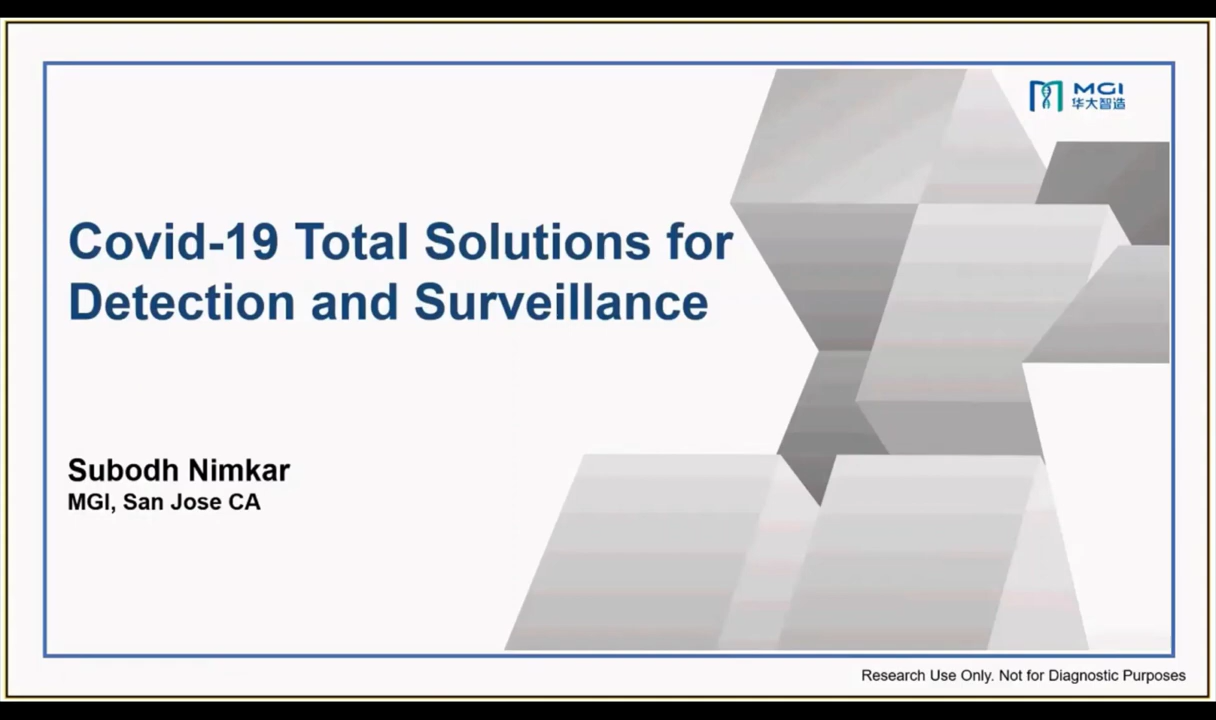 MGI
华大智造
Covid-19 Total Solutions for
Detection and Surveillance
Subodh Nimkar
MGI, San Jose CA
Research Use Only. Not for Diagnostic Purposes